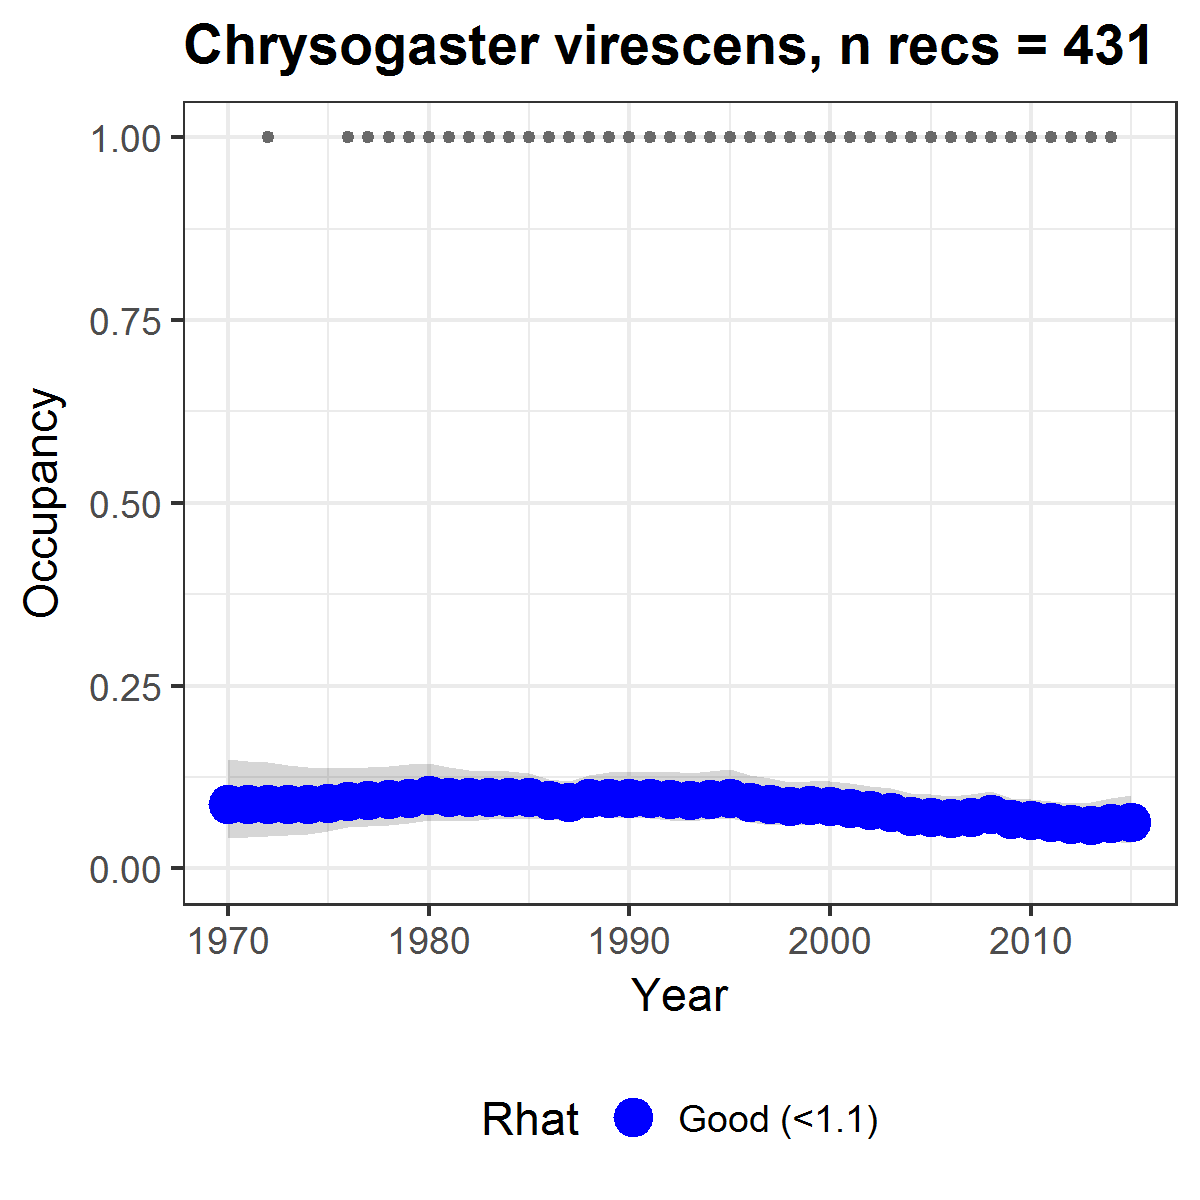 Chrysogaster virescens, n recs = 431
1.00
0.75
0.50
0.25
0.00
Occupancy
1970 1980 1990 2000 2010
Year
Rhat Good (<1.1)